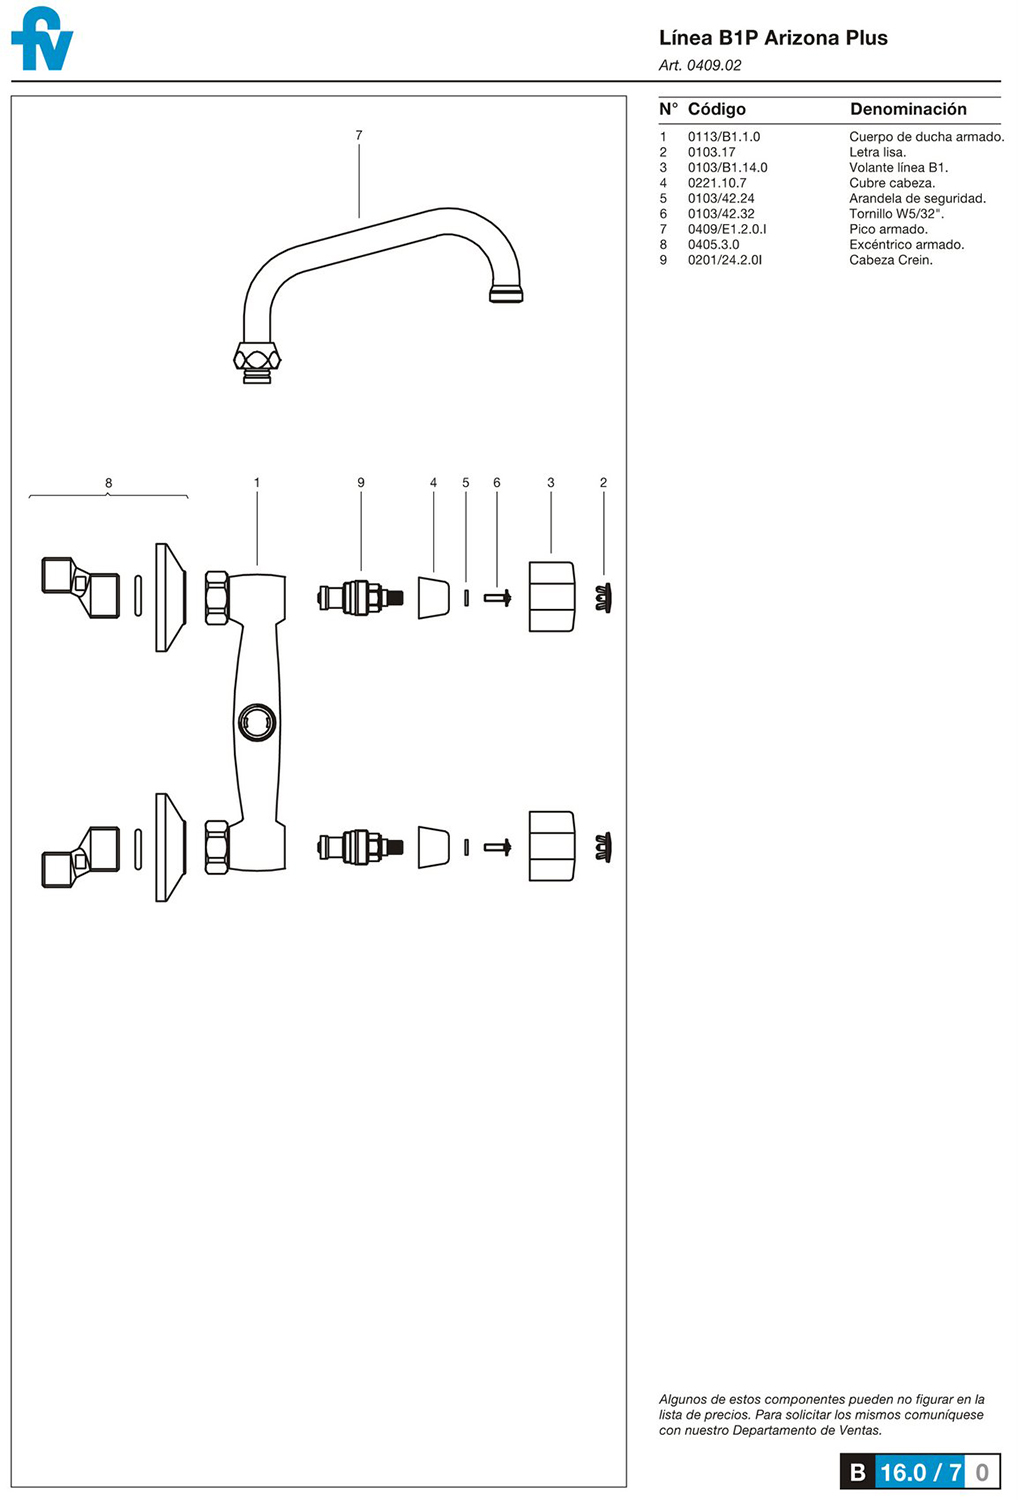 fv
Línea B1P Arizona Plus
Art. 0409.02
N° Código Denominación
1 0113/B1.1.0 Cuerpo de ducha armado.
2 0103.17 Letra lisa.
3 0103/B1.14.0 Volante línea B1.
4 0221.10.7 Cubre cabeza.
5 0103/42.24 Arandela de seguridad.
6 0103/42.32 Tornillo W5/32".
7 0409/E1.2.0.I Pico armado.
8 0405.3.0 Excéntrico armado.
9 0201/24.2.0I Cabeza Crein.
7
8 1 9 4 5 6 3 2
Algunos de estos componentes pueden no figurar en la
lista de precios. Para solicitar los mismos comuníquese
con nuestro Departamento de Ventas.
B 16.0 / 7 0